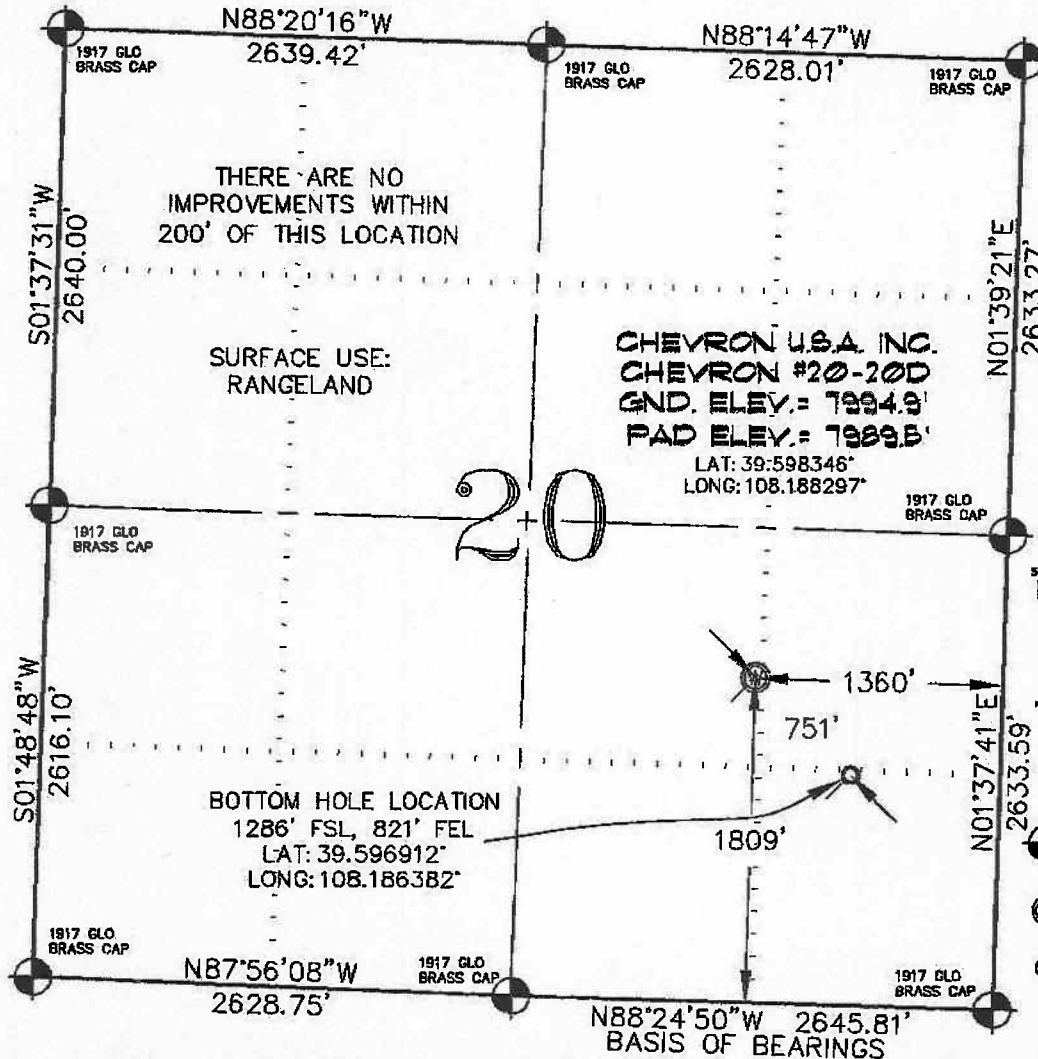 N88°20'16"W
2639.42'
N88°14'47"W
2628.01'
1917 GLO
BRASS CAP
1917 GLO
BRASS CAP
1917 GLO
BRASS CAP
THERE ARE NO
IMPROVEMENTS WITHIN
200' OF THIS LOCATION
S01°37'31"W
2640.00'
N01°39'21"E
2633.27'
SURFACE USE:
RANGELAND
CHEVRON U.S.A. INC.
CHEVRON #20-20D
GND. ELEV.= 7994.9'
PAD ELEV.= 7989.5'
LAT: 39.598346°
LONG: 108.188297°
20
1917 GLO
BRASS CAP
1917 GLO
BRASS CAP
W
1360'
751'
S01°48'48"W
2616.10'
N01°37'41"E
2633.59'
BOTTOM HOLE LOCATION
1286' FSL, 821' FEL
LAT: 39.596912°
LONG: 108.186382°
1809'
1917 GLO
BRASS CAP
1917 GLO
BRASS CAP
1917 GLO
BRASS CAP
N87°56'08"W
2628.75'
N88°24'50"W 2645.81'
BASIS OF BEARINGS